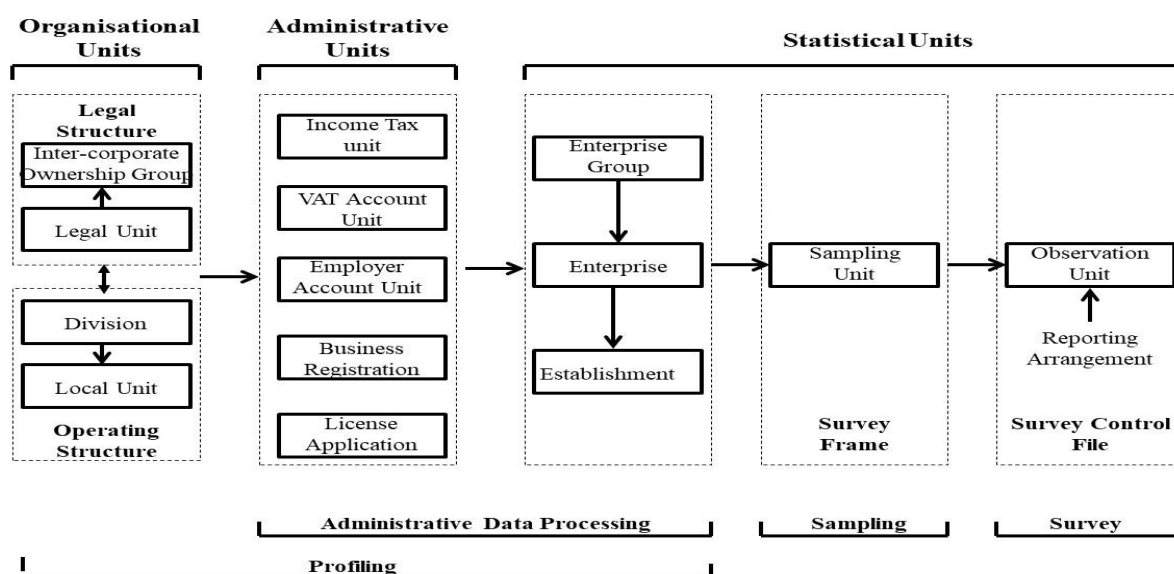 Organisational
Units
Administrative
Units
Statistical Units
Legal
Structure
Inter-corporate
Ownership Group
Legal Unit
Division
Local Unit
Operating
Structure
Income Tax
unit
VAT Account
Unit
Employer
Account Unit
Business
Registration
License
Application
Enterprise
Group
Enterprise
Establishment
Sampling
Unit
Survey
Frame
Observation
Unit
Reporting
Arrangement
Survey Control
File
Administrative Data Processing
Sampling
Survey
Profiling